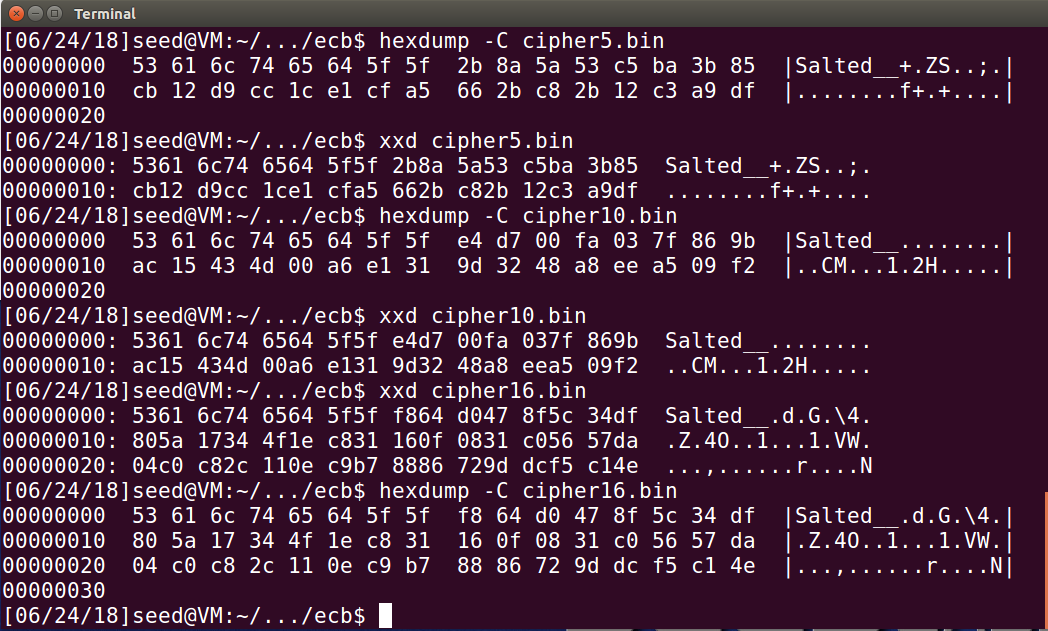 Terminal
[06/24/18]seed@VM:~/.../ecb$ hexdump -C cipher5.bin
00000000  53 61 6c 74 65 64 5f 5f  2b 8a 5a 53 c5 ba 3b 85  |Salted__+.ZS..;.|
00000010  cb 12 d9 cc 1c e1 cf a5  66 2b c8 2b 12 c3 a9 df  |........f+.+....|
00000020
[06/24/18]seed@VM:~/.../ecb$ xxd cipher5.bin
00000000: 5361 6c74 6564 5f5f 2b8a 5a53 c5ba 3b85  Salted__+.ZS..;.
00000010: cb12 d9cc 1ce1 cfa5 662b c82b 12c3 a9df  ........f+.+....
[06/24/18]seed@VM:~/.../ecb$ hexdump -C cipher10.bin
00000000  53 61 6c 74 65 64 5f 5f  e4 d7 00 fa 03 7f 86 9b  |Salted__........|
00000010  ac 15 43 4d 00 a6 e1 31  9d 32 48 a8 ee a5 09 f2  |..CM...1.2H.....|
00000020
[06/24/18]seed@VM:~/.../ecb$ xxd cipher10.bin
00000000: 5361 6c74 6564 5f5f e4d7 00fa 037f 869b  Salted__........
00000010: ac15 434d 00a6 e131 9d32 48a8 eea5 09f2  ..CM...1.2H.....
[06/24/18]seed@VM:~/.../ecb$ xxd cipher16.bin
00000000: 5361 6c74 6564 5f5f f864 d047 8f5c 34df  Salted__.d.G.\4.
00000010: 805a 1734 4f1e c831 160f 0831 c056 57da  .Z.4O..1...1.VW.
00000020: 04c0 c82c 110e c9b7 8886 729d dcf5 c14e  ...,......r....N
[06/24/18]seed@VM:~/.../ecb$ hexdump -C cipher16.bin
00000000  53 61 6c 74 65 64 5f 5f  f8 64 d0 47 8f 5c 34 df  |Salted__.d.G.\4.|
00000010  80 5a 17 34 4f 1e c8 31  16 0f 08 31 c0 56 57 da  |.Z.4O..1...1.VW.|
00000020  04 c0 c8 2c 11 0e c9 b7  88 86 72 9d dc f5 c1 4e  |...,......r....N|
00000030
[06/24/18]seed@VM:~/.../ecb$